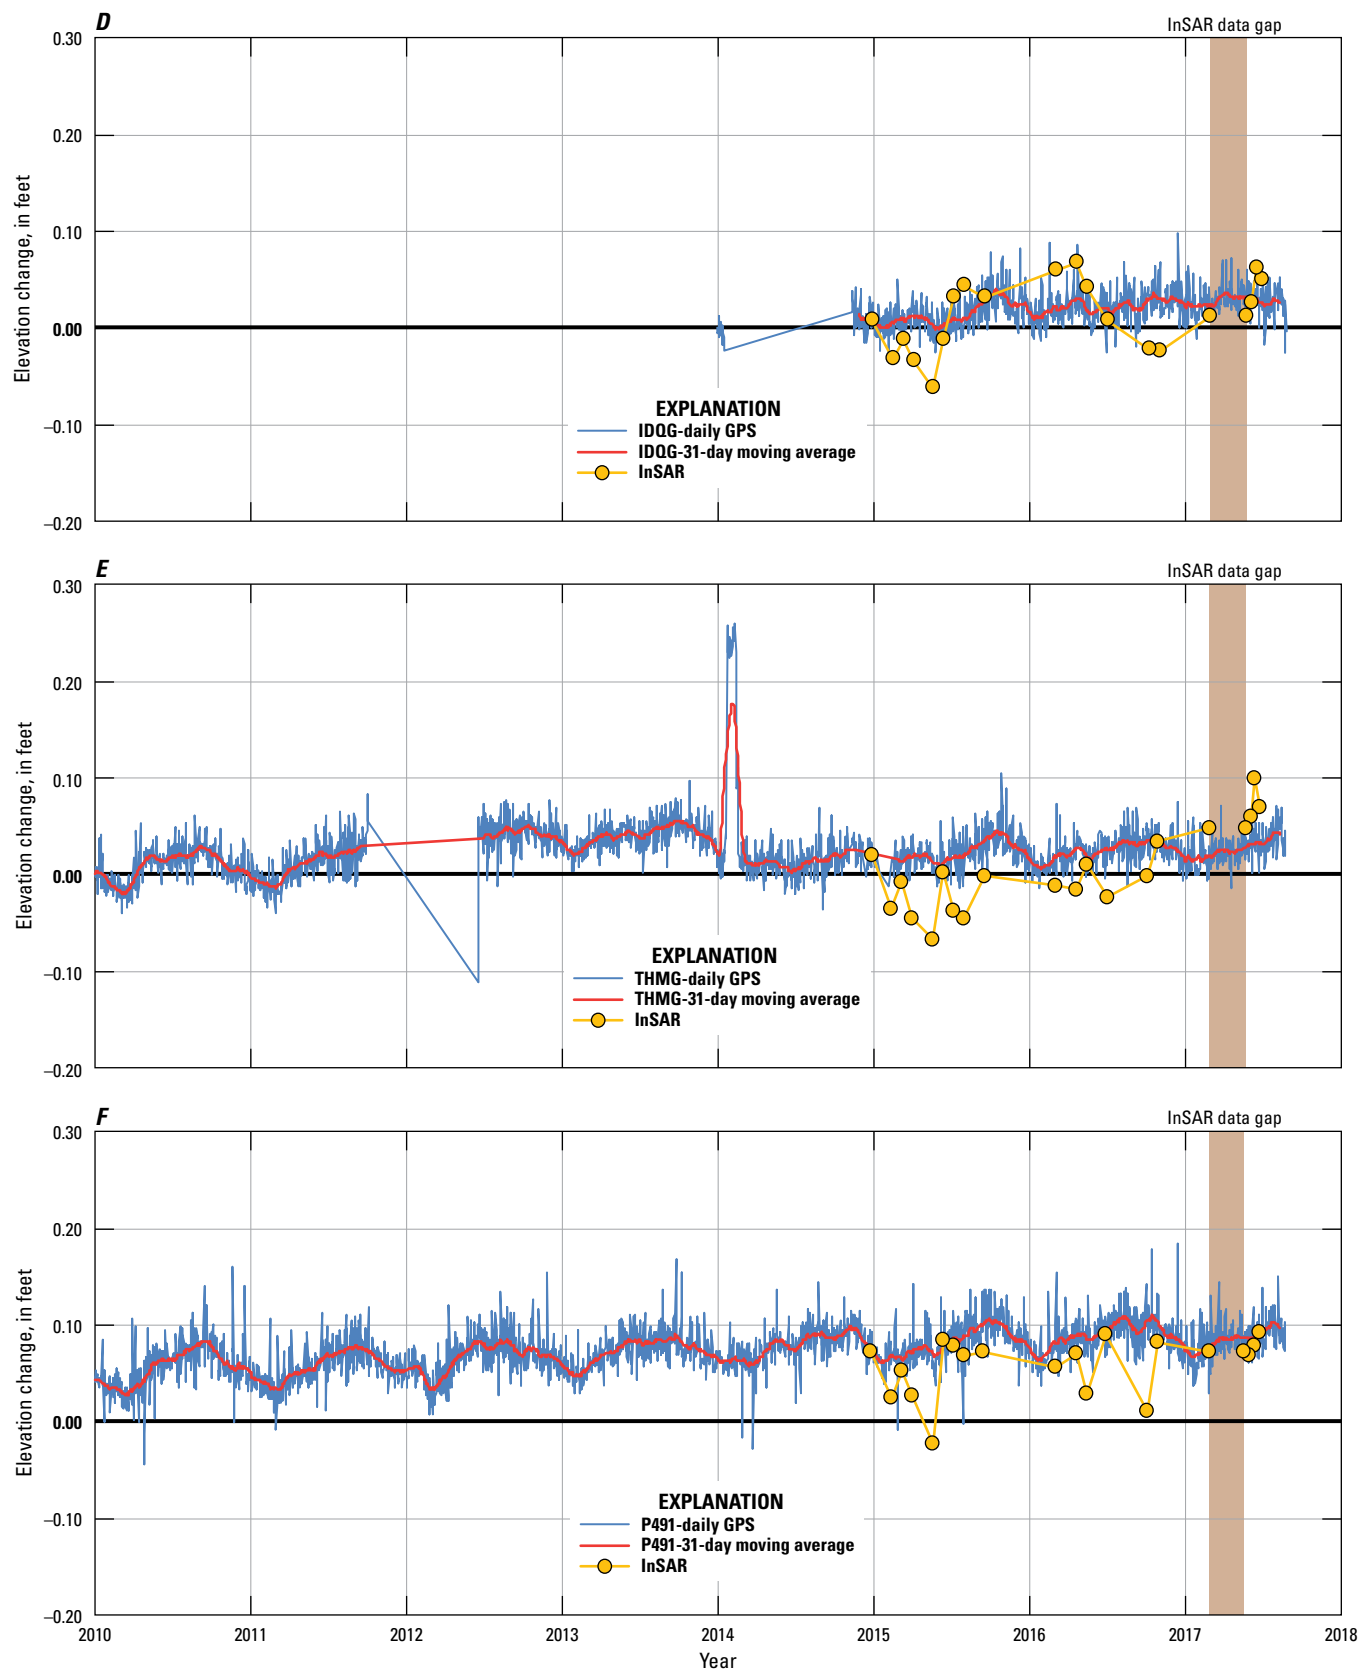 D
InSAR data gap
0.30
0.20
0.10
0.00
–0.10
–0.20
Elevation change, in feet
EXPLANATION
IDQG-daily GPS
IDQG-31-day moving average
InSAR
E
InSAR data gap
0.30
0.20
0.10
0.00
–0.10
–0.20
Elevation change, in feet
EXPLANATION
THMG-daily GPS
THMG-31-day moving average
InSAR
F
InSAR data gap
0.30
0.20
0.10
0.00
–0.10
–0.20
Elevation change, in feet
EXPLANATION
P491-daily GPS
P491-31-day moving average
InSAR
2010 2011 2012 2013 2014 2015 2016 2017 2018
Year